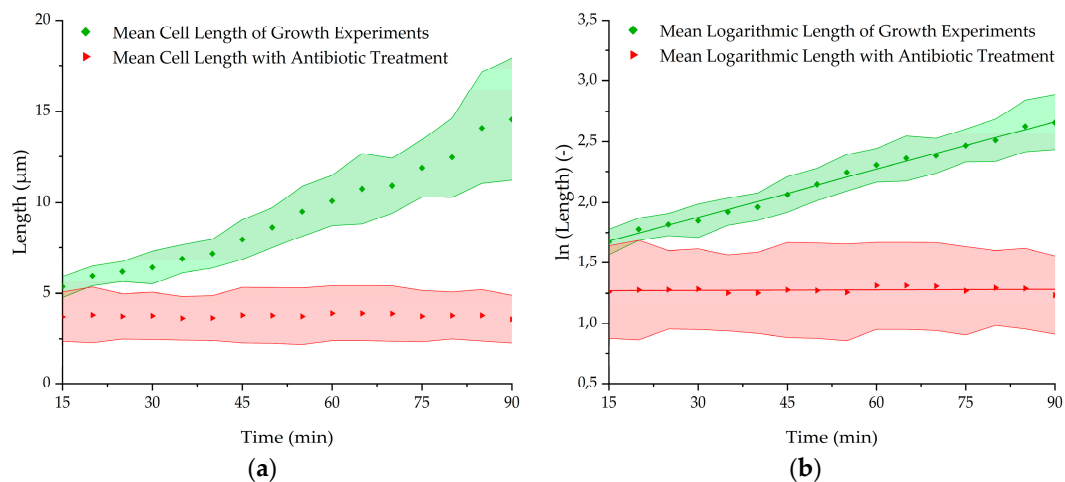 Mean Cell Length of Growth Experiments
Mean Cell Length with Antibiotic Treatment
Length (µm)
20
15
10
5
0
15 30 45 60 75 90
Time (min)
(a)
Mean Logarithmic Length of Growth Experiments
Mean Logarithmic Length with Antibiotic Treatment
ln (Length) (-)
3,5
3,0
2,5
2,0
1,5
1,0
0,5
15 30 45 60 75 90
Time (min)
(b)